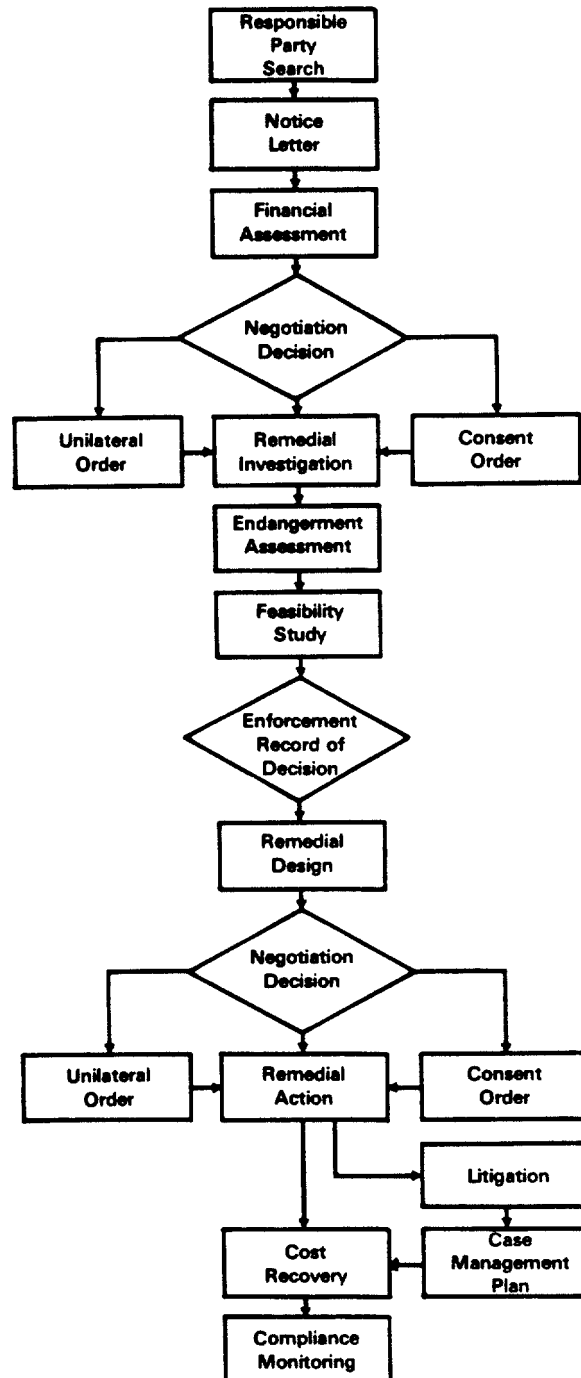 Responsible
Party
Search
Notice
Letter
Financial
Assessment
Negotiation
Decision
Unilateral
Order
Remedial
Investigation
Consent
Order
Endangerment
Assessment
Feasibility
Study
Enforcement
Record of
Decision
Remedial
Design
Negotiation
Decision
Unilateral
Order
Remedial
Action
Consent
Order
Litigation
Cost
Recovery
Case
Management
Plan
Compliance
Monitoring